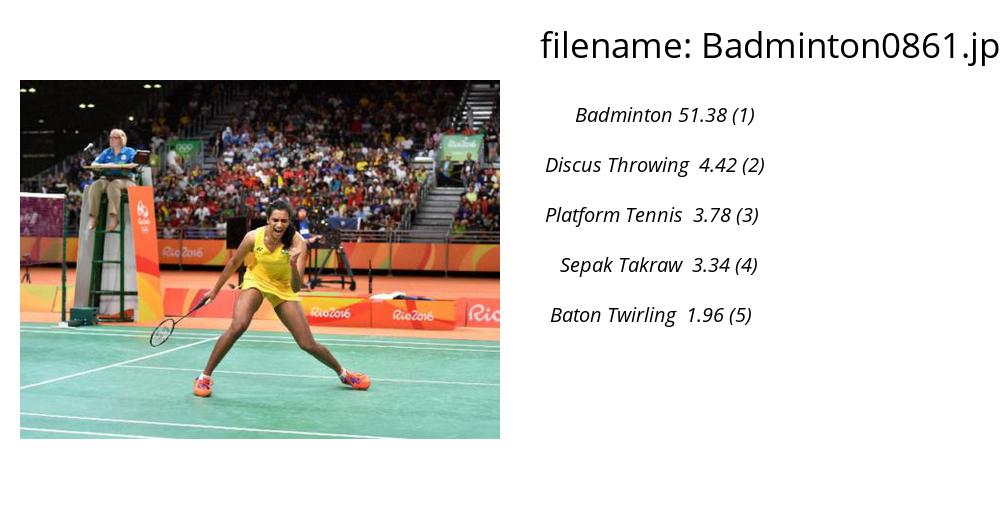 filename: Badminton0861.jp
Badminton 51.38 (1)
Discus Throwing 4.42 (2)
Platform Tennis 3.78 (3)
Sepak Takraw 3.34 (4)
Baton Twirling 1.96 (5)
Rio2016
Rio2016
Rio2016
Rio2016
Rio